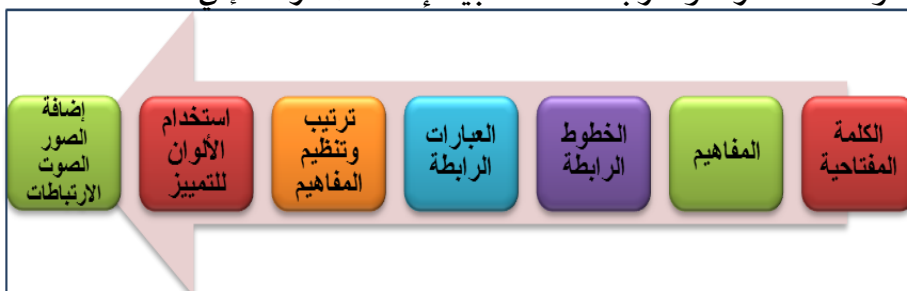 الكلمة
المفتاحية
المفاهيم
الخطوط
الرابطة
العبارات
الرابطة
ترتيب
وتنظيم
المفاهيم
استخدام
الألوان
للتمييز
إضافة
الصور
الصوت
الارتباطات